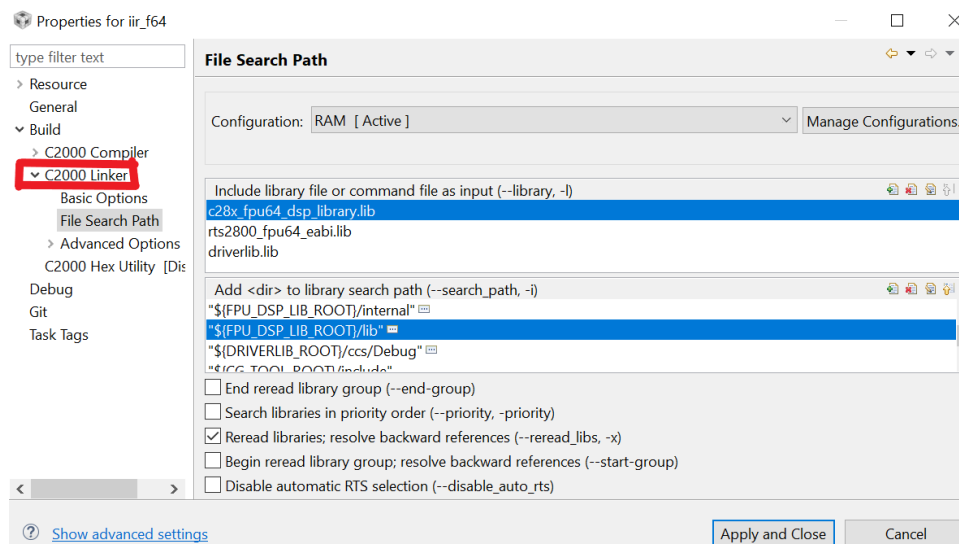 Properties for iir_f64
type filter text
Resource
General
Build
C2000 Compiler
C2000 Linker
Basic Options
File Search Path
Advanced Options
C2000 Hex Utility [Dis
Debug
Git
Task Tags
Show advanced settings
File Search Path
Configuration: RAM [ Active ]
Manage Configurations.
Include library file or command file as input (--library, -l)
c28x_fpu64_dsp_library.lib
rts2800_fpu64_eabi.lib
driverlib.lib
Add <dir> to library search path (--search_path, -i)
"${FPU_DSP_LIB_ROOT}/internal"
"${FPU_DSP_LIB_ROOT}/lib"
"${DRIVERLIB_ROOT}/ccs/Debug"
"${CG_TOOL_ROOT}/include"
End reread library group (--end-group)
Search libraries in priority order (--priority, -priority)
Reread libraries; resolve backward references (--reread_libs, -x)
Begin reread library group; resolve backward references (--start-group)
Disable automatic RTS selection (--disable_auto_rts)
Apply and Close
Cancel